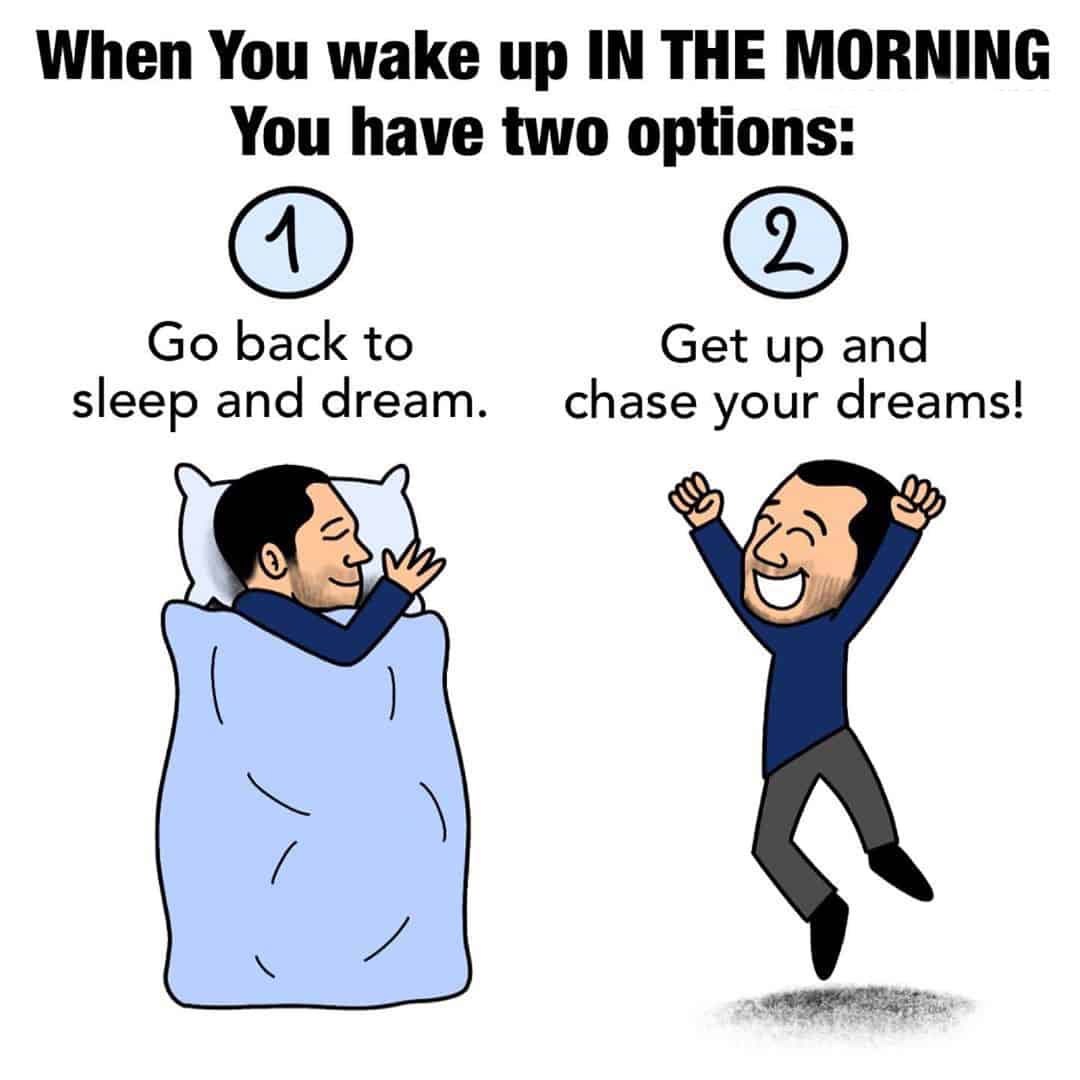 When You wake up IN THE MORNING
You have two options:
1
2
Go back to
sleep and dream.
Get up and
chase your dreams!